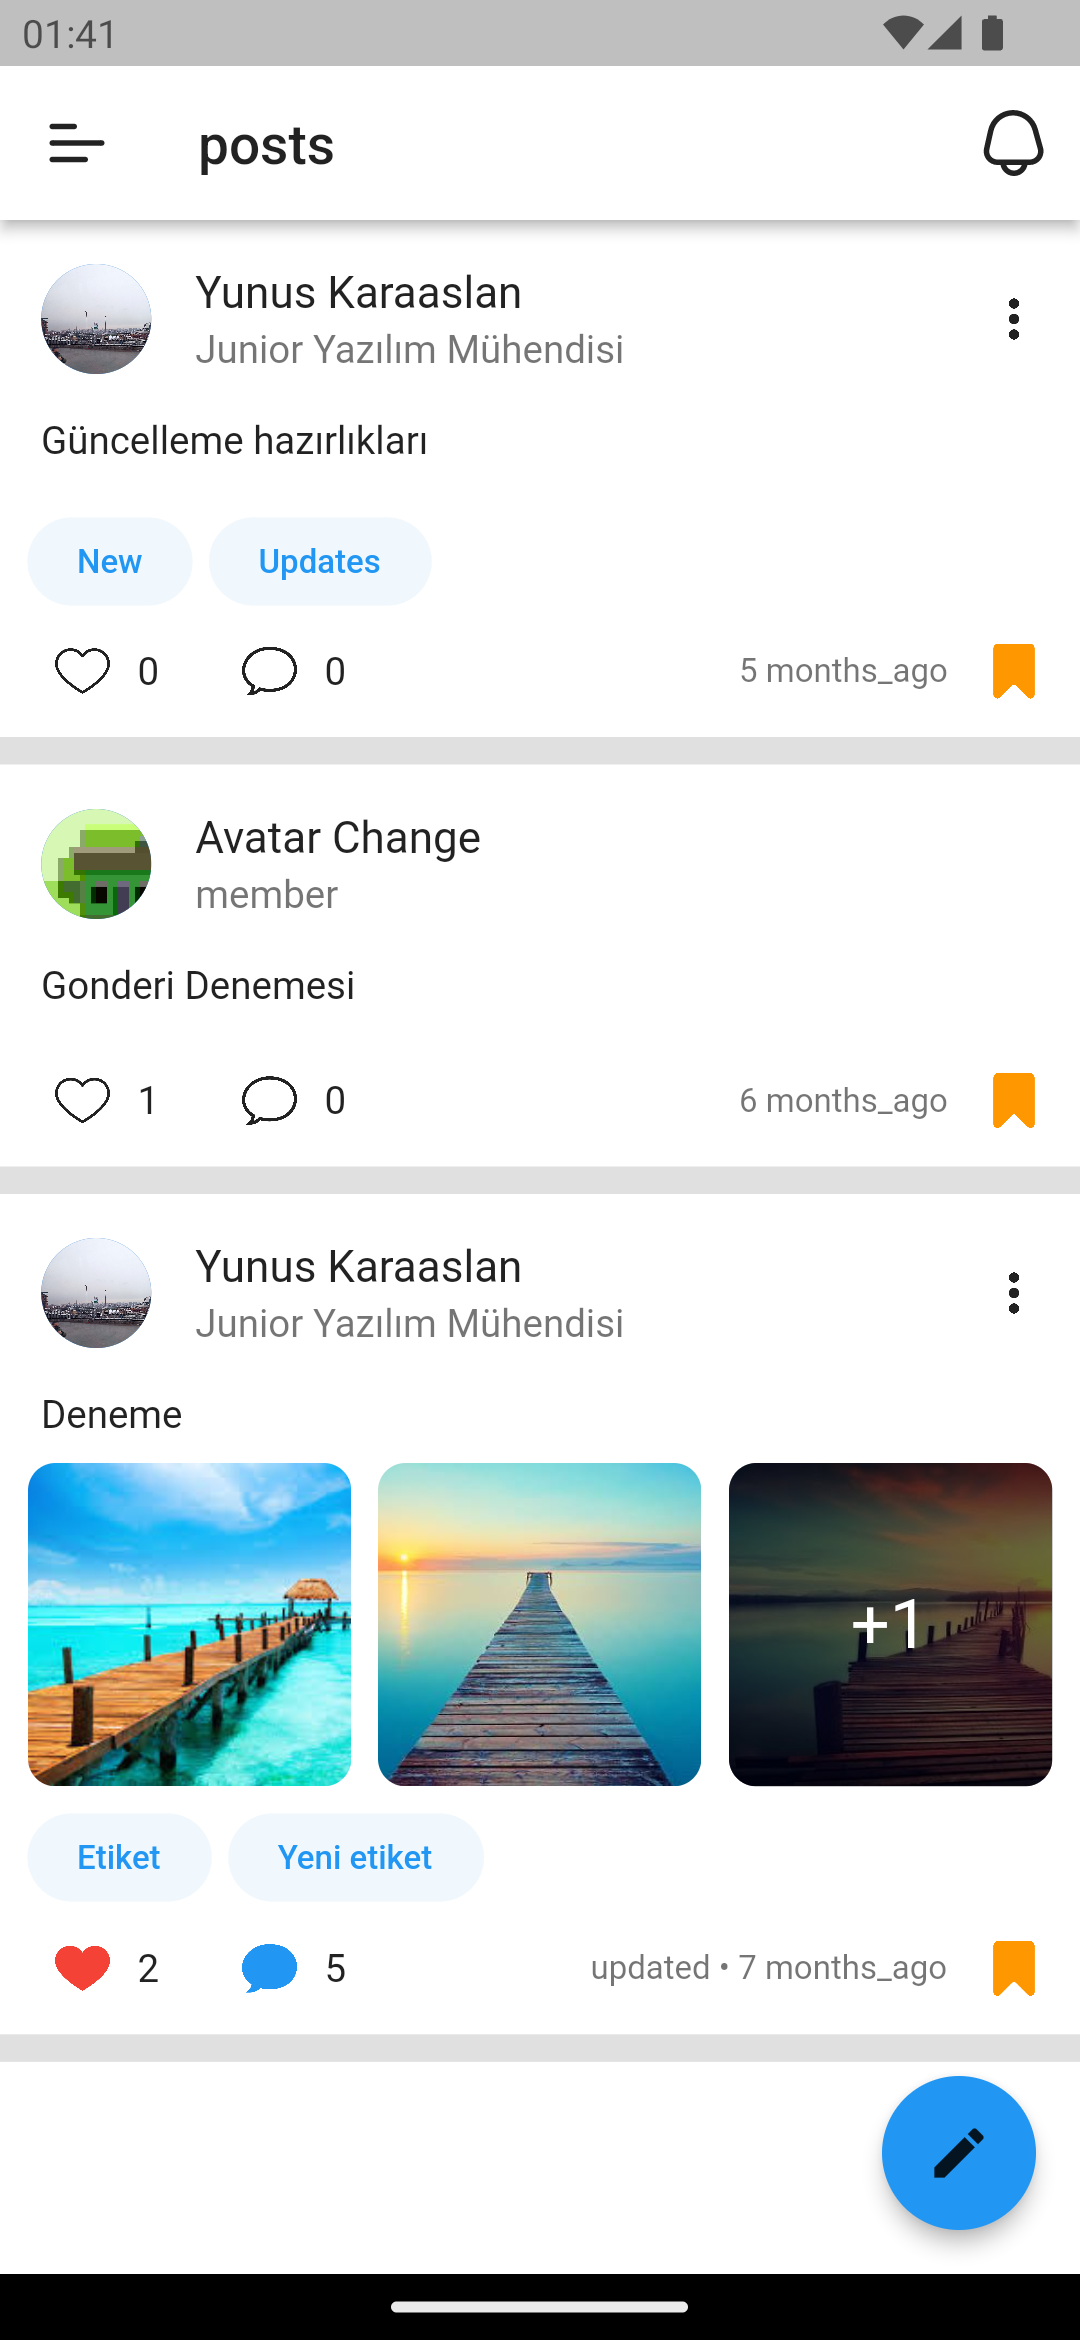 01:41
posts
Yunus Karaaslan
Junior Yazılım Mühendisi
Güncelleme hazırlıkları
New Updates
0 0 5 months_ago
Avatar Change
member
Gonderi Denemesi
1 0 6 months_ago
Yunus Karaaslan
Junior Yazılım Mühendisi
Deneme
+1
Etiket Yeni etiket
2 5 updated • 7 months_ago